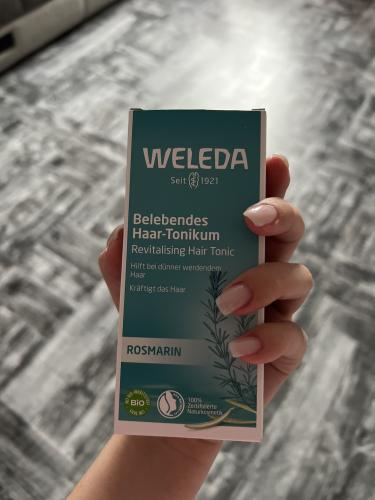 WELEDA
Seit 1921
Belebendes
Haar-Tonikum
Revitalising Hair Tonic
Hilft bei dünner werdendem
Haar
Kräftigt das Haar
ROSMARIN
BIO
100%
Zertifizierte
Naturkosmetik